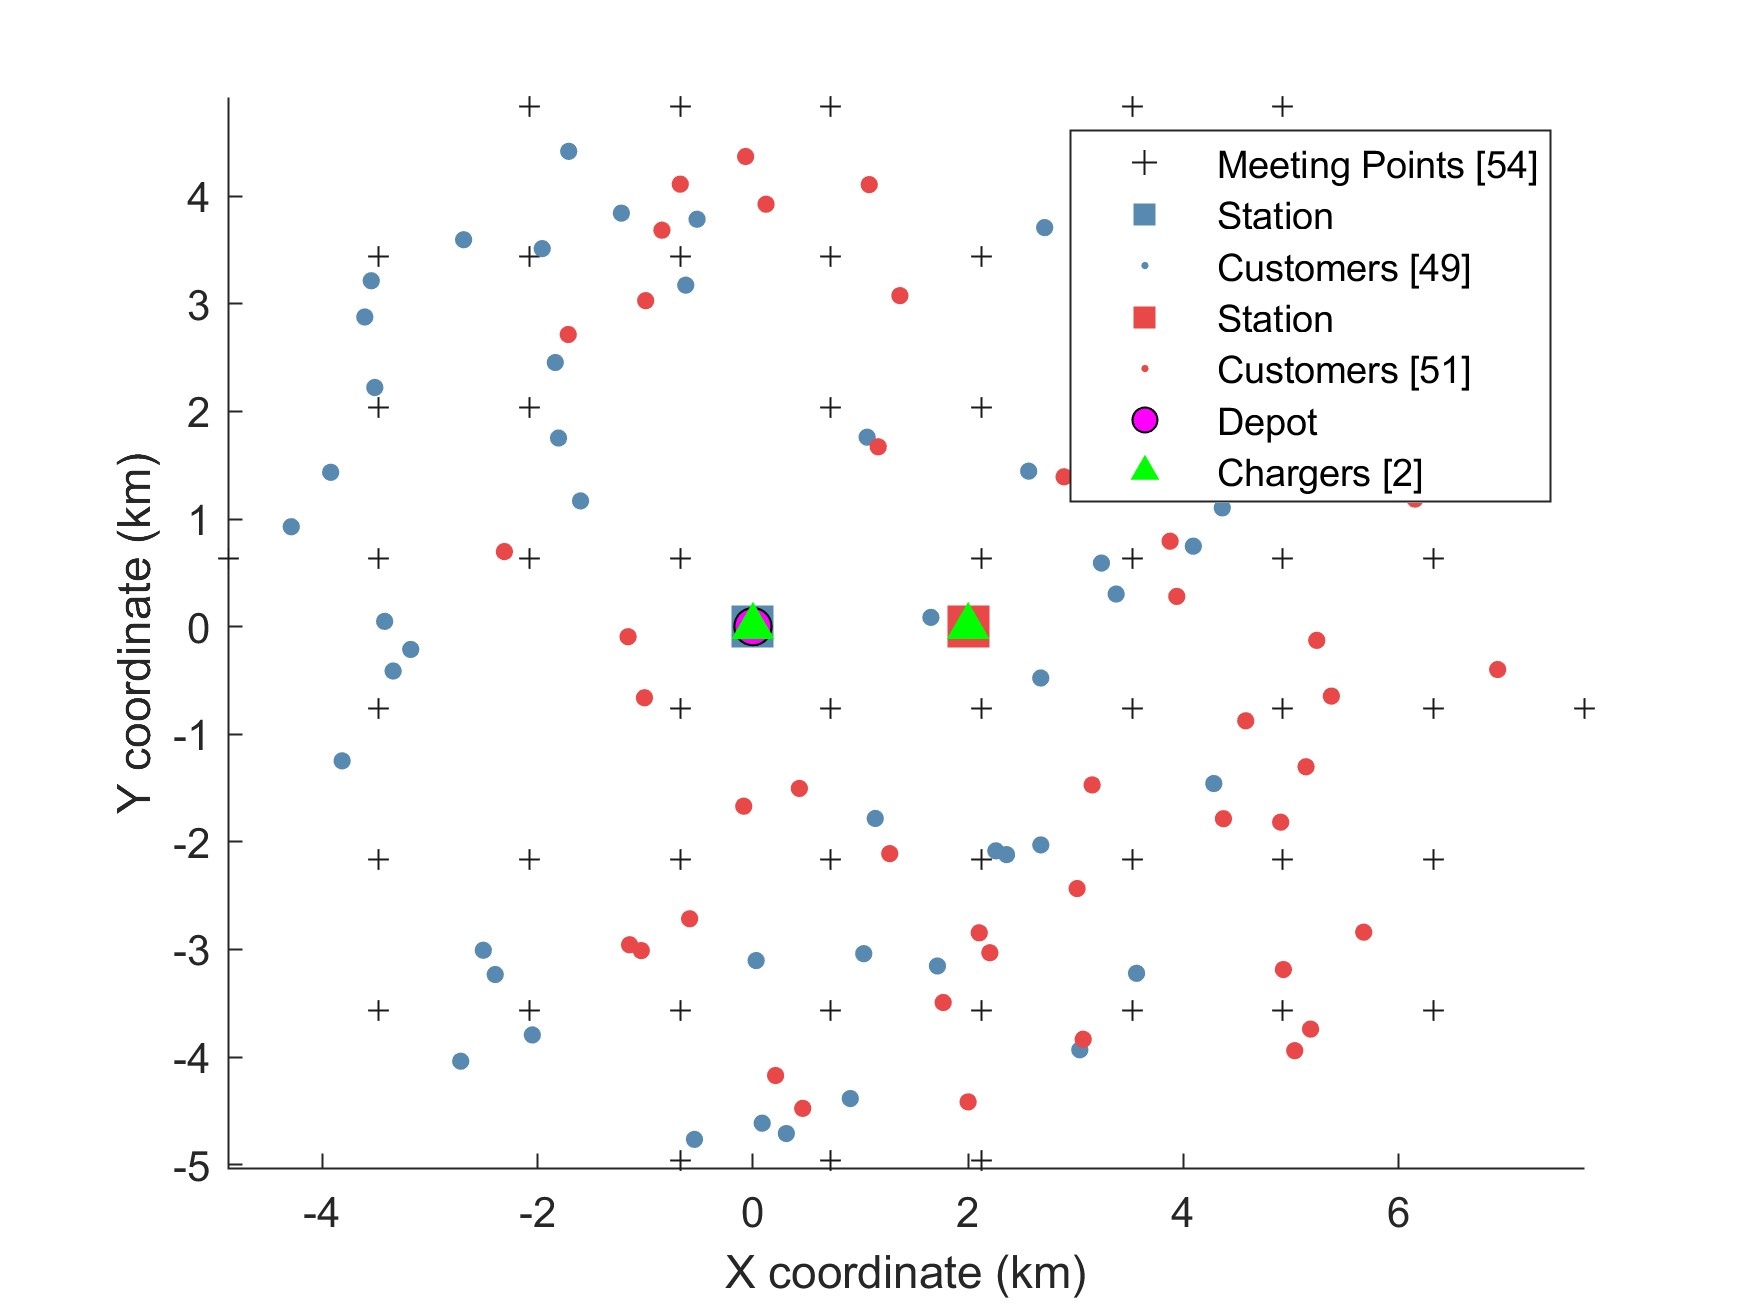 Meeting Points [54]
Station
Customers [49]
Station
Customers [51]
Depot
Chargers [2]
4
3
2
1
0
-1
-2
-3
-4
-5
Y coordinate (km)
-4 -2 0 2 4 6
X coordinate (km)